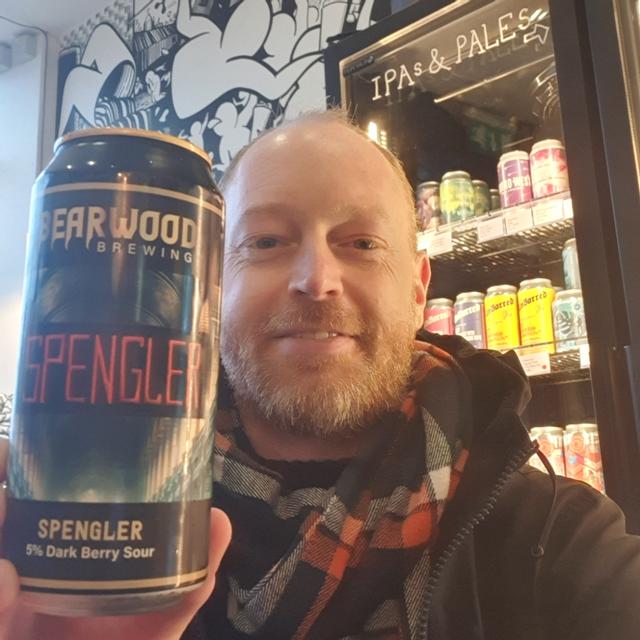 IPAs & PALES
BEARWOOD
BREWING
SPENGLER
SPENGLER
5% Dark Berry Sour